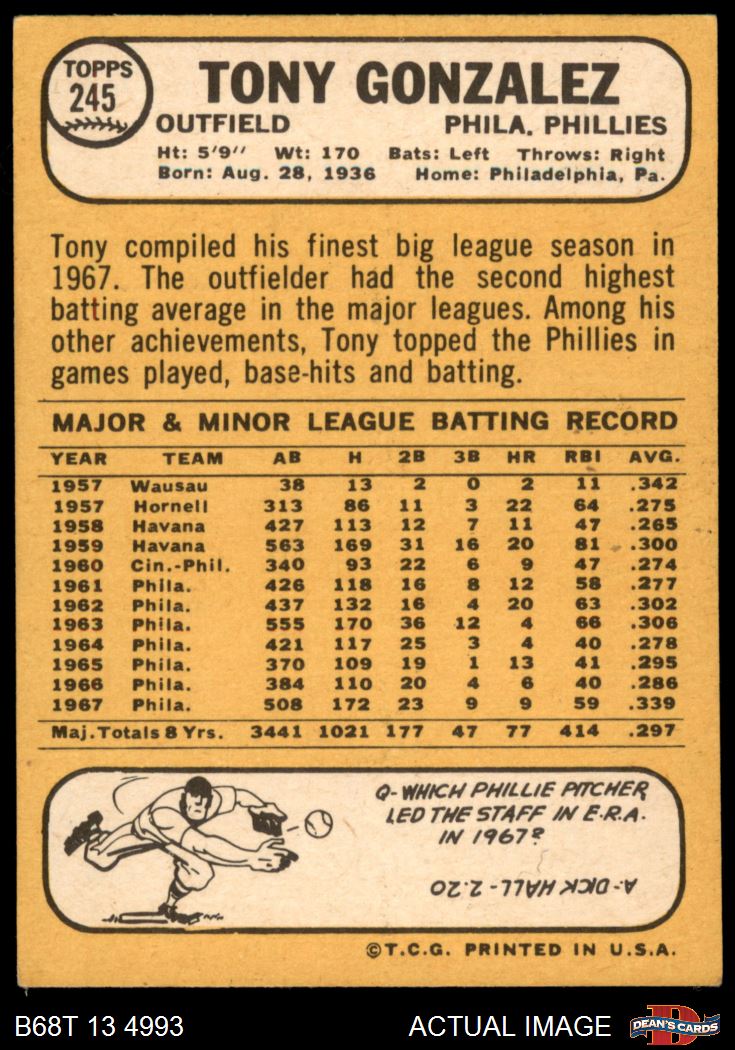 TOPPS
245
TONY GONZALEZ
OUTFIELD PHILA. PHILLIES
Ht: 5'9" Wt: 170 Bats: Left Throws: Right
Born: Aug. 28, 1936 Home: Philadelphia, Pa.
Tony compiled his finest big league season in
1967. The outfielder had the second highest
batting average in the major leagues. Among his
other achievements, Tony topped the Phillies in
games played, base-hits and batting.
MAJOR & MINOR LEAGUE BATTING RECORD
YEAR TEAM AB H 2B 3B HR RBI AVG.
1957 Wausau 38 13 2 0 2 11 .342
1957 Hornell 313 86 11 3 22 64 .275
1958 Havana 427 113 12 7 11 47 .265
1959 Havana 563 169 31 16 20 81 .300
1960 Cin.-Phil. 340 93 22 6 9 47 .274
1961 Phila. 426 118 16 8 12 58 .277
1962 Phila. 437 132 16 4 20 63 .302
1963 Phila. 555 170 36 12 4 66 .306
1964 Phila. 421 117 25 3 4 40 .278
1965 Phila. 370 109 19 1 13 41 .295
1966 Phila. 384 110 20 4 6 40 .286
1967 Phila. 508 172 23 9 9 59 .339
Maj.Totals 8 Yrs. 3441 1021 177 47 77 414 .297
Q-WHICH PHILLIE PITCHER
LED THE STAFF IN E.R.A.
IN 1967?
A-DICK HALL-2.20
©T.C.G. PRINTED IN U.S.A.
B68T 13 4993 ACTUAL IMAGE D DEAN'S CARDS